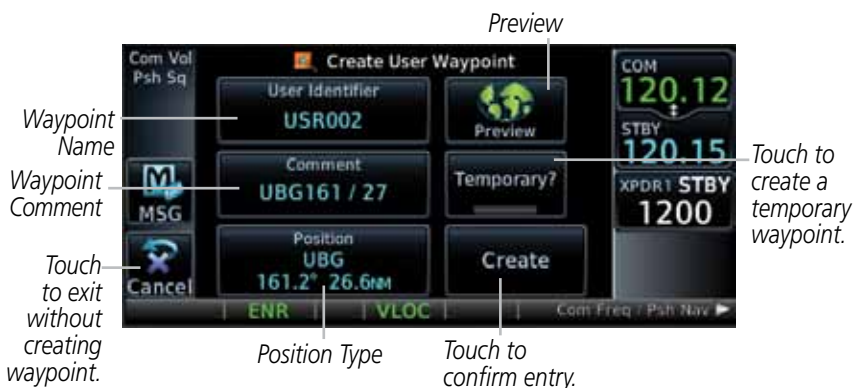 Preview
Com Vol
Psh Sq
Create User Waypoint
COM
120.12
User Identifier
USR002
Preview
STBY
120.15
Waypoint
Name
Comment
UBG161 / 27
Temporary?
Touch to
create a
temporary
waypoint.
Waypoint
Comment
MSG
XPDR1 STBY
1200
Position
UBG
161.2° 26.6NM
Create
Cancel
Touch
to exit
without
creating
waypoint.
ENR
VLOC
Com Freq / Psh Nav
Position Type
Touch to
confirm entry.